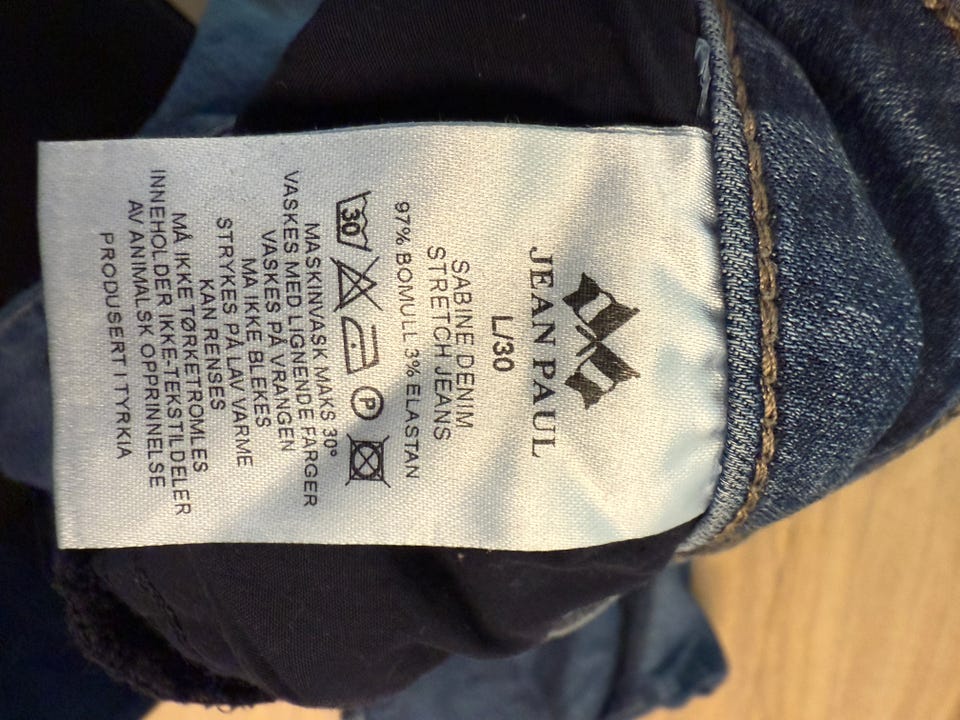 JEAN PAUL
L/30
SABINE DENIM
STRETCH JEANS
97% BOMULL 3% ELASTAN
30 P
MASKINVASK MAKS 30°
VASKES MED LIGNENDE FARGER
VASKES PÅ VRANGEN
MÅ IKKE BLEKES
STRYKES PÅ LAV VARME
KAN RENSES
MÅ IKKE TØRKETROMLES
INNEHOLDER IKKE-TEKSTILDELER
AV ANIMALSK OPPRINNELSE
PRODUSERT I TYRKIA